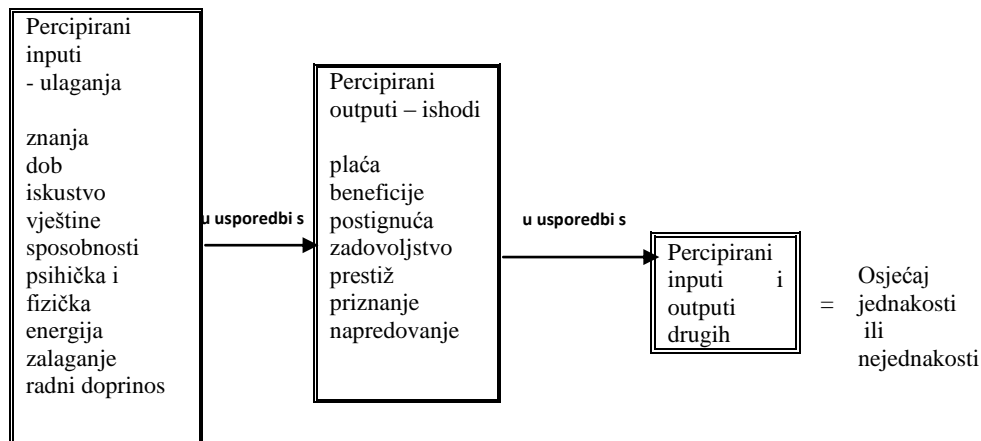 Percipirani
inputi
- ulaganja
znanja
dob
iskustvo
vještine
sposobnosti
psihička i
fizička
energija
zalaganje
radni doprinos
u usporedbi s
Percipirani
outputi – ishodi
plaća
beneficije
postignuća
zadovoljstvo
prestiž
priznanje
napredovanje
u usporedbi s
Percipirani
inputi i
outputi
drugih
=
Osjećaj
jednakosti
ili
nejednakosti